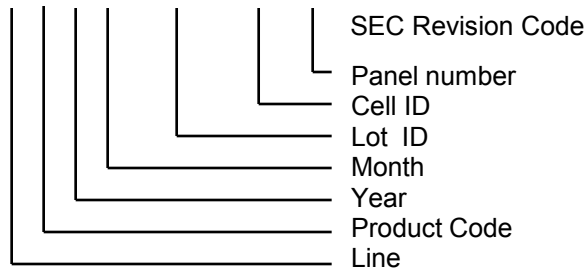 SEC Revision Code
Panel number
Cell ID
Lot ID
Month
Year
Product Code
Line